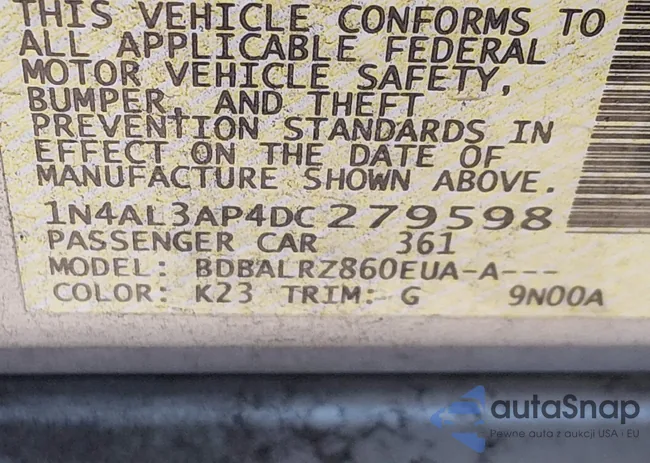 THIS VEHICLE CONFORMS TO
ALL APPLICABLE FEDERAL
MOTOR VEHICLE SAFETY,
BUMPER, AND THEFT
PREVENTION STANDARDS IN
EFFECT ON THE DATE OF
MANUFACTURE SHOWN ABOVE.
1N4AL3AP4DC279598
PASSENGER CAR 361
MODEL: BDBALRZ860EUA-A---
COLOR: K23 TRIM: G 9N00A
autaSnap
Pewne auta z aukcji USA i EU